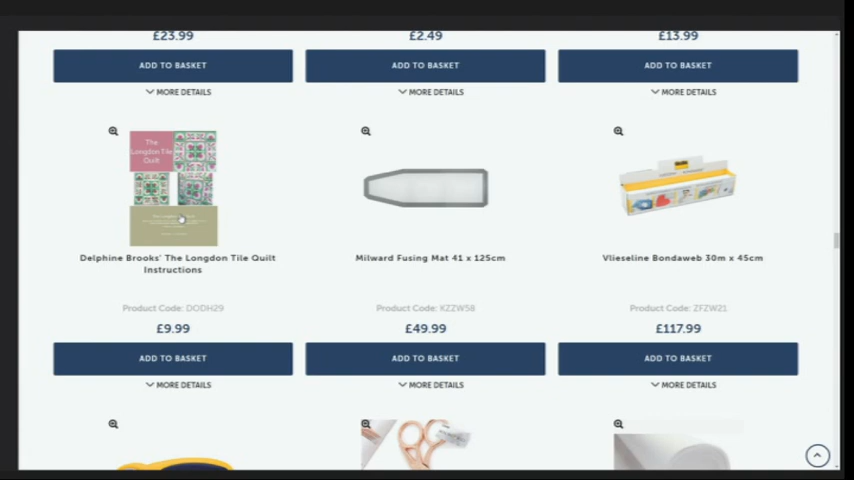 £23.99
£2.49
£13.99
ADD TO BASKET
ADD TO BASKET
ADD TO BASKET
MORE DETAILS
MORE DETAILS
MORE DETAILS
The
Longdon Tile
Quilt
Delphine Brooks' The Longdon Tile Quilt
Instructions
Milward Fusing Mat 41 x 125cm
Vlieseline Bondaweb 30m x 45cm
Product Code: DODH29
Product Code: KZZW58
Product Code: ZFZW21
£9.99
£49.99
£117.99
ADD TO BASKET
ADD TO BASKET
ADD TO BASKET
MORE DETAILS
MORE DETAILS
MORE DETAILS